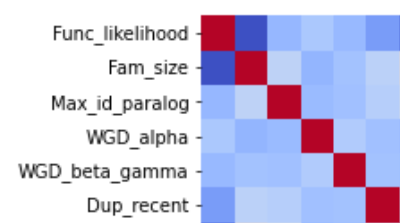 Func_likelihood
Fam_size
Max_id_paralog
WGD_alpha
WGD_beta_gamma
Dup_recent